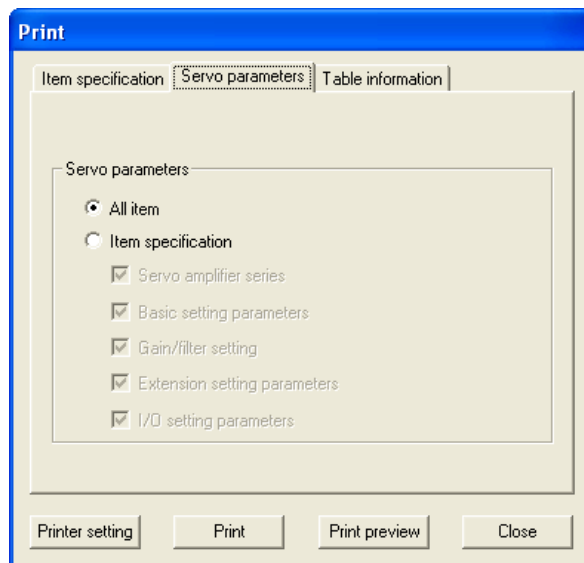 Print
Item specification Servo parameters Table information
Servo parameters
All item
Item specification
Servo amplifier series
Basic setting parameters
Gain/filter setting
Extension setting parameters
I/O setting parameters
Printer setting Print Print preview Close